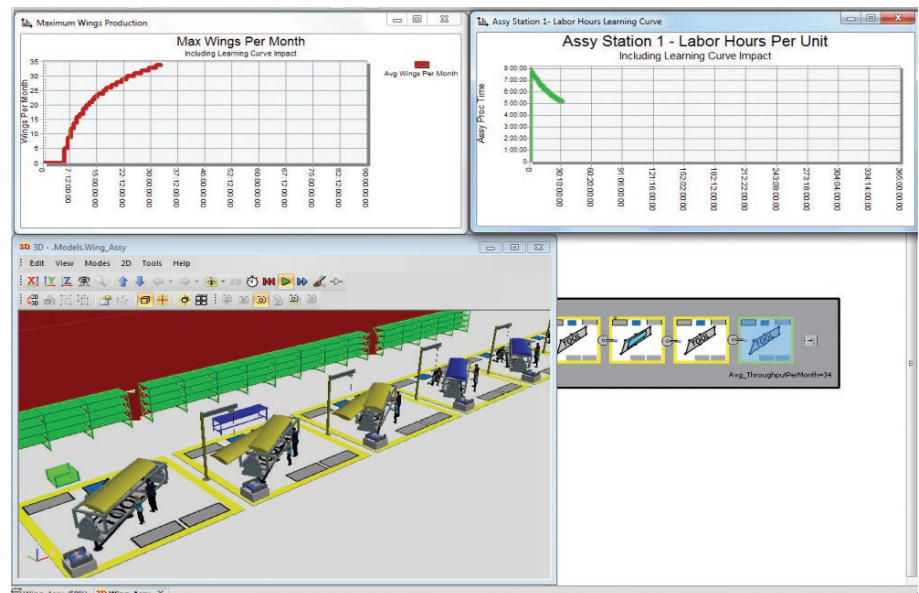 Maximum Wings Production
Max Wings Per Month
Including Learning Curve Impact
Wings Per Month
35
30
25
20
15
10
5
0
0
7:12:00:00
15:00:00:00
22:12:00:00
30:00:00:00
37:12:00:00
45:00:00:00
52:12:00:00
60:00:00:00
67:12:00:00
75:00:00:00
82:12:00:00
90:00:00:00
Avg Wings Per Month
Assy Station 1- Labor Hours Learning Curve
Assy Station 1 - Labor Hours Per Unit
Including Learning Curve Impact
Assy Proc Time
8:00:00
7:00:00
6:00:00
5:00:00
4:00:00
3:00:00
2:00:00
1:00:00
0
0
30:10:00:00
60:20:00:00
91:06:00:00
121:16:00:00
152:02:00:00
182:12:00:00
212:22:00:00
243:08:00:00
273:18:00:00
304:04:00:00
334:14:00:00
365:00:00:00
3D 3D - .Models.Wing_Assy
Edit View Modes 2D Tools Help
TOOL
TOOL
TOOL
TOOL
TOOL
Avg_ThroughputPerMonth=34